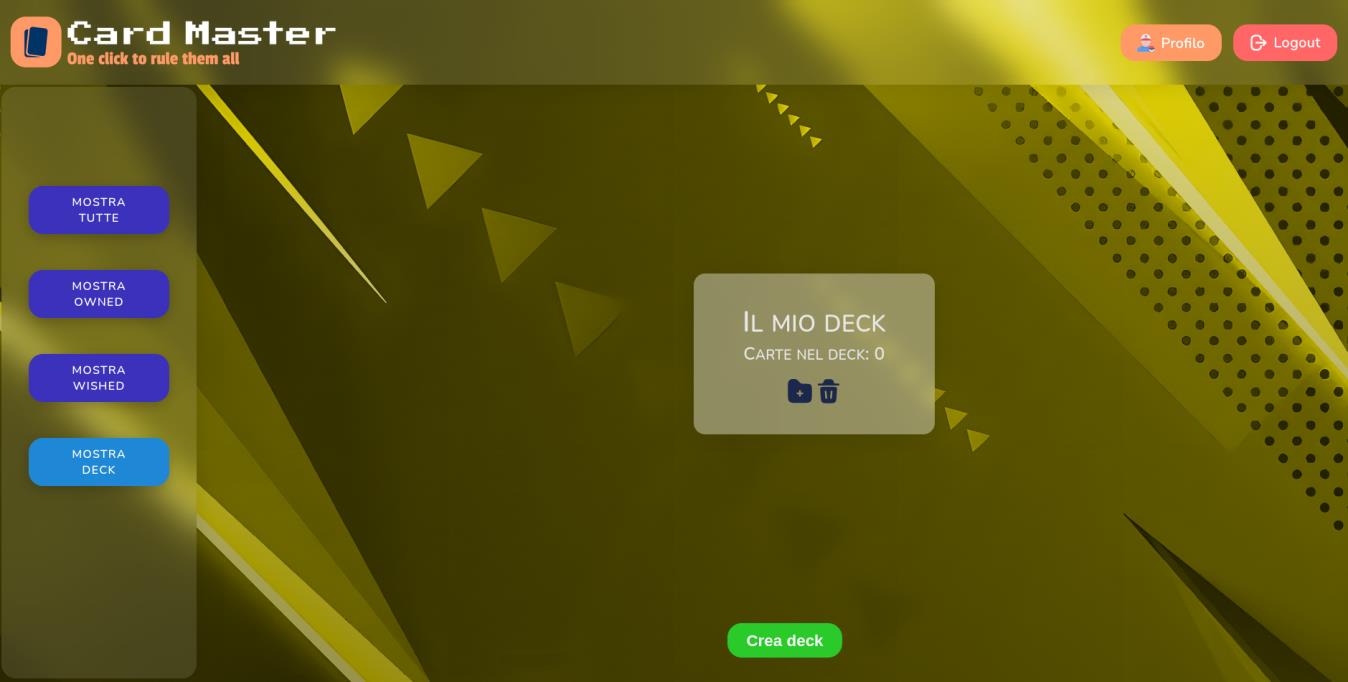 Card Master
One click to rule them all
Profilo
Logout
MOSTRA
TUTTE
MOSTRA
OWNED
MOSTRA
WISHED
MOSTRA
DECK
Il mio deck
Carte nel deck: 0
Crea deck